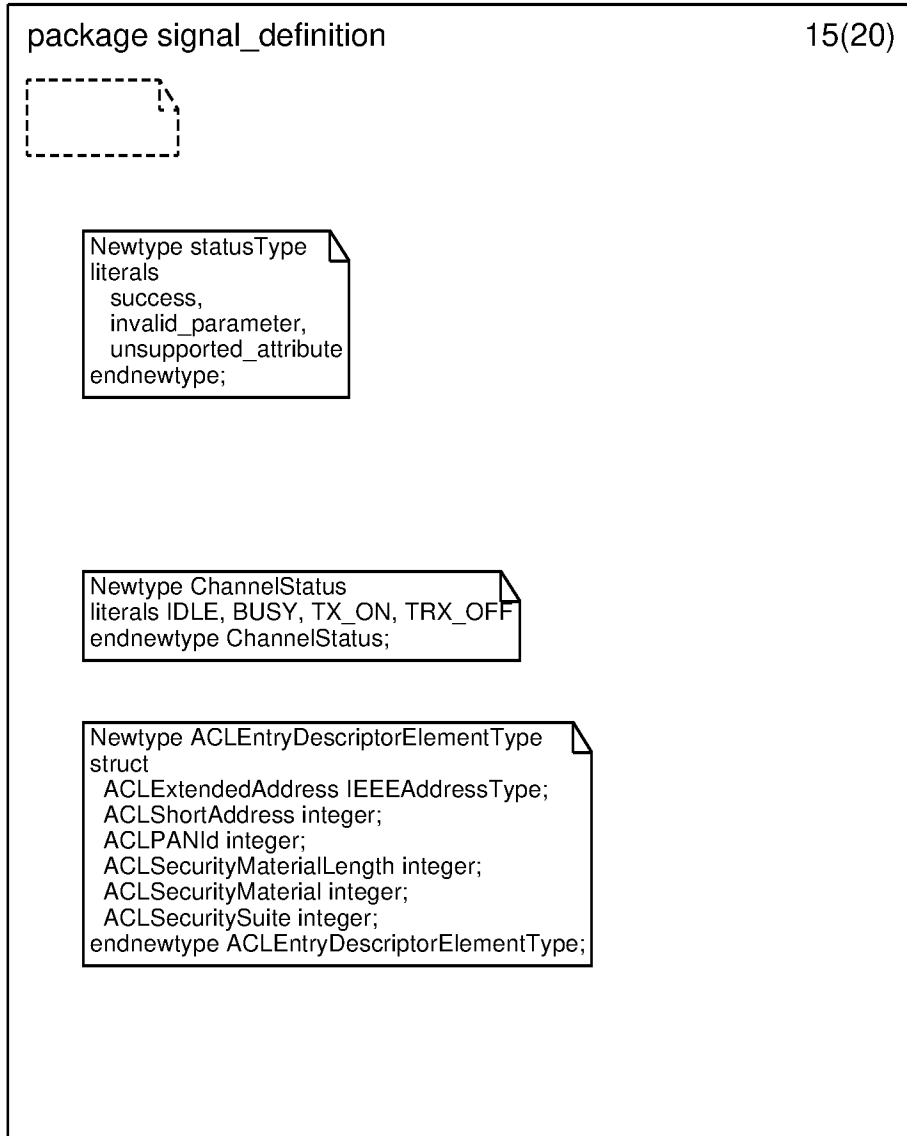 package signal_definition 15(20)
Newtype statusType
literals
success,
invalid_parameter,
unsupported_attribute
endnewtype;
Newtype ChannelStatus
literals IDLE, BUSY, TX_ON, TRX_OFF
endnewtype ChannelStatus;
Newtype ACLEntryDescriptorElementType
struct
ACLExtendedAddress IEEEAddressType;
ACLShortAddress integer;
ACLPANId integer;
ACLSecurityMaterialLength integer;
ACLSecurityMaterial integer;
ACLSecuritySuite integer;
endnewtype ACLEntryDescriptorElementType;